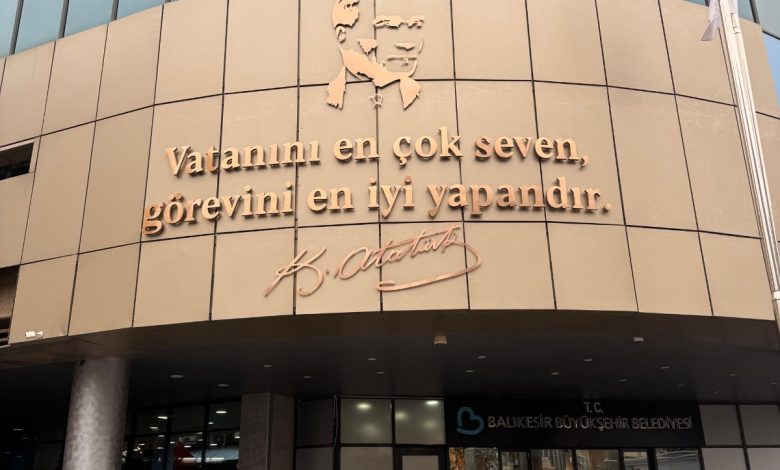 Vatanını en çok seven,
görevini en iyi yapandır.
K. Atatürk
T.C.
BALIKESİR BÜYÜKŞEHİR BELEDİYESİ